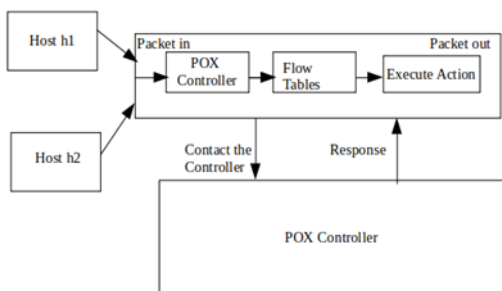 Host h1
Packet in
Packet out
POX
Controller
Flow
Tables
Execute Action
Host h2
Contact the
Controller
Response
POX Controller